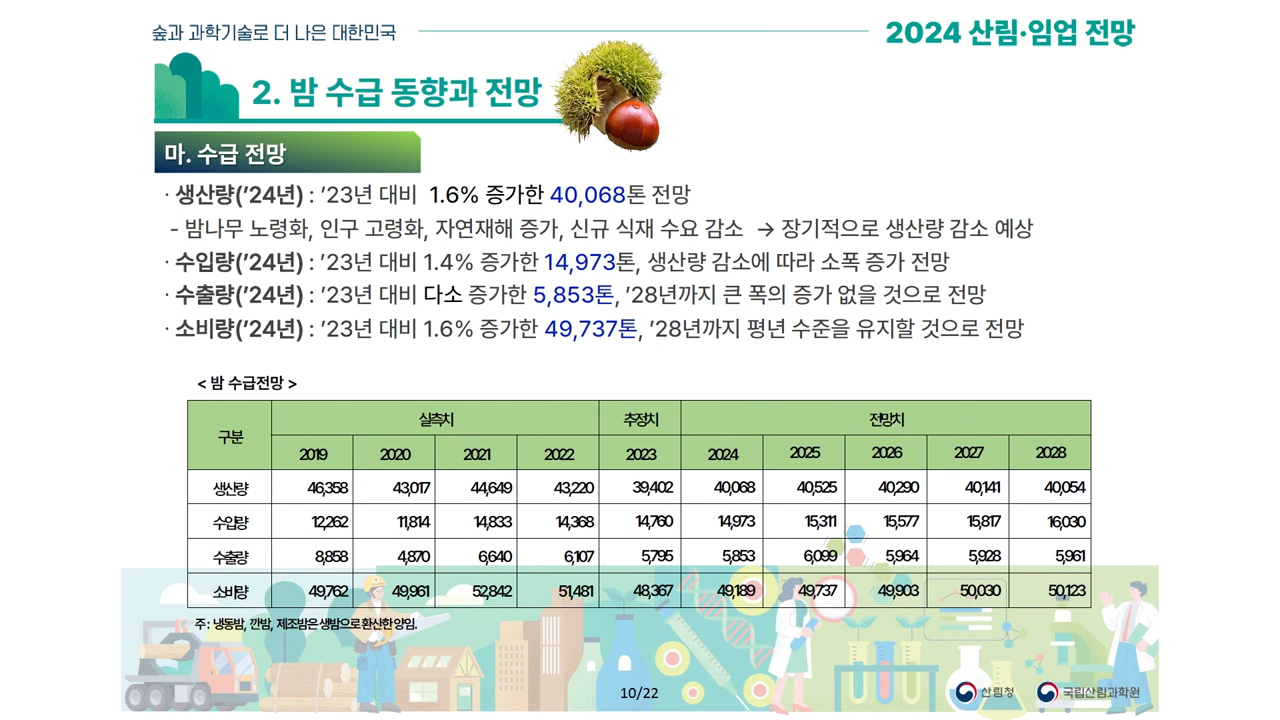 숲과 과학기술로 더 나은 대한민국
2024 산림·임업 전망
2. 밤 수급 동향과 전망
마. 수급 전망
· 생산량(’24년) : ’23년 대비 1.6% 증가한 40,068톤 전망
- 밤나무 노령화, 인구 고령화, 자연재해 증가, 신규 식재 수요 감소 → 장기적으로 생산량 감소 예상
· 수입량(’24년) : ’23년 대비 1.4% 증가한 14,973톤, 생산량 감소에 따라 소폭 증가 전망
· 수출량(’24년) : ’23년 대비 다소 증가한 5,853톤, ’28년까지 큰 폭의 증가 없을 것으로 전망
· 소비량(’24년) : ’23년 대비 1.6% 증가한 49,737톤, ’28년까지 평년 수준을 유지할 것으로 전망
< 밤 수급전망 >
구분 실측치 추정치 전망치
2019 2020 2021 2022 2023 2024 2025 2026 2027 2028
생산량 46,358 43,017 44,649 43,220 39,402 40,068 40,525 40,290 40,141 40,054
수입량 12,262 11,814 14,833 14,368 14,760 14,973 15,311 15,577 15,817 16,030
수출량 8,858 4,870 6,640 6,107 5,795 5,853 6,099 5,964 5,928 5,961
소비량 49,762 49,961 52,842 51,481 48,367 49,189 49,737 49,903 50,030 50,123
주 : 냉동밤, 깐밤, 제조밤은 생밤으로 환산한 양임.
10/22
산림청 국립산림과학원